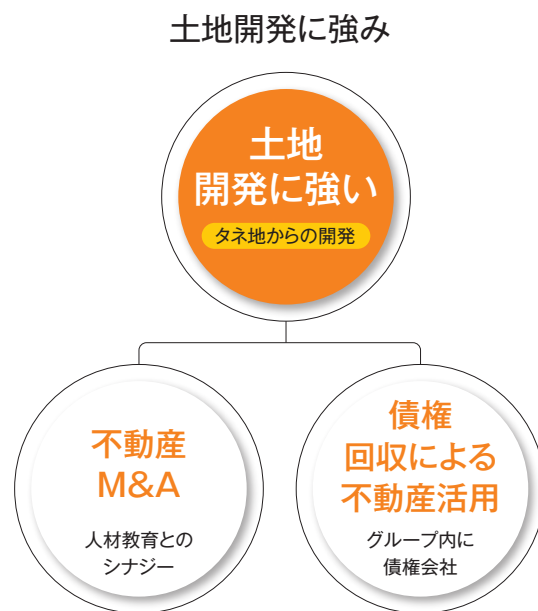 土地開発に強み
土地
開発に強い
タネ地からの開発
不動産
M&A
人材教育との
シナジー
債権
回収による
不動産活用
グループ内に
債権会社